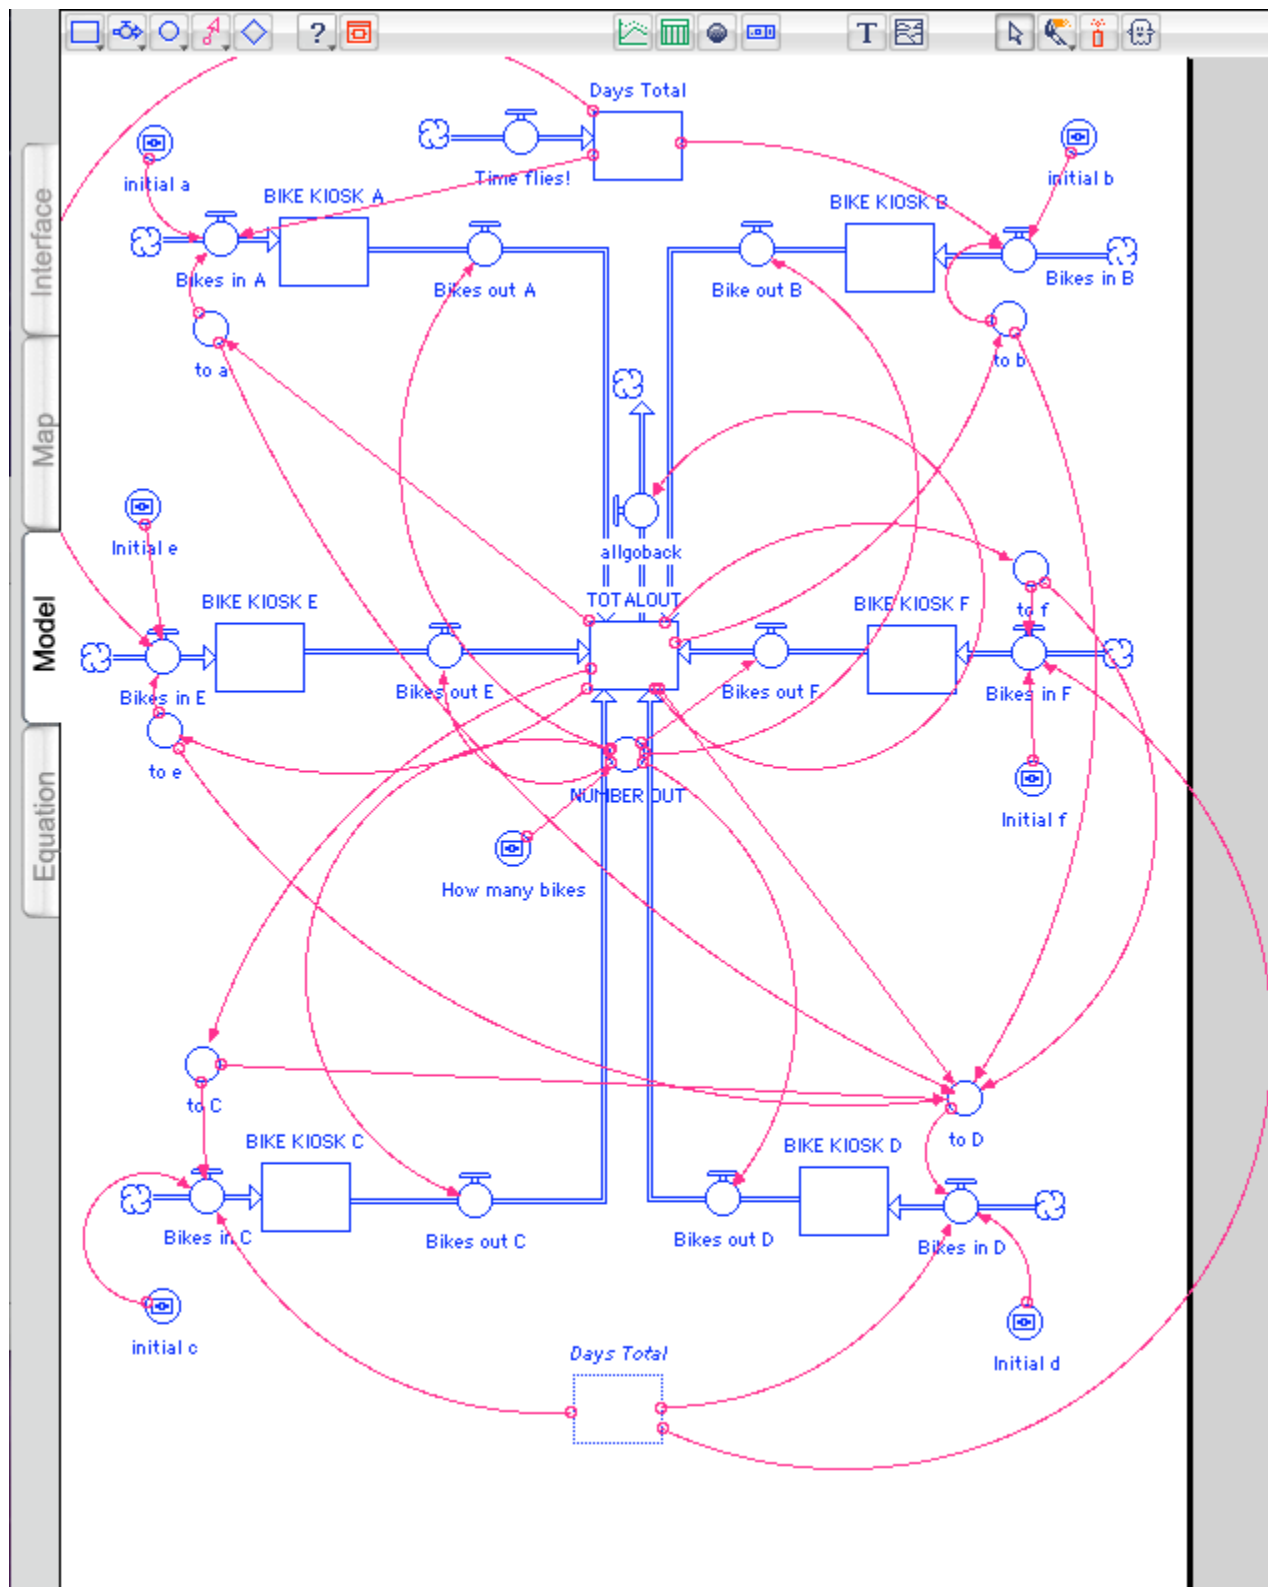 ?
T
Interface
Map
Model
Equation
Days Total
Time flies!
initial a
initial b
BIKE KIOSK A
BIKE KIOSK B
Bikes in A
Bikes out A
Bike out B
Bikes in B
to a
to b
allgoback
Initial e
to f
TOTALOUT
BIKE KIOSK E
BIKE KIOSK F
Bikes in E
Bikes out E
Bikes out F
Bikes in F
to e
NUMBER OUT
Initial f
How many bikes
to C
to D
BIKE KIOSK C
BIKE KIOSK D
Bikes in C
Bikes out C
Bikes out D
Bikes in D
initial c
Days Total
Initial d